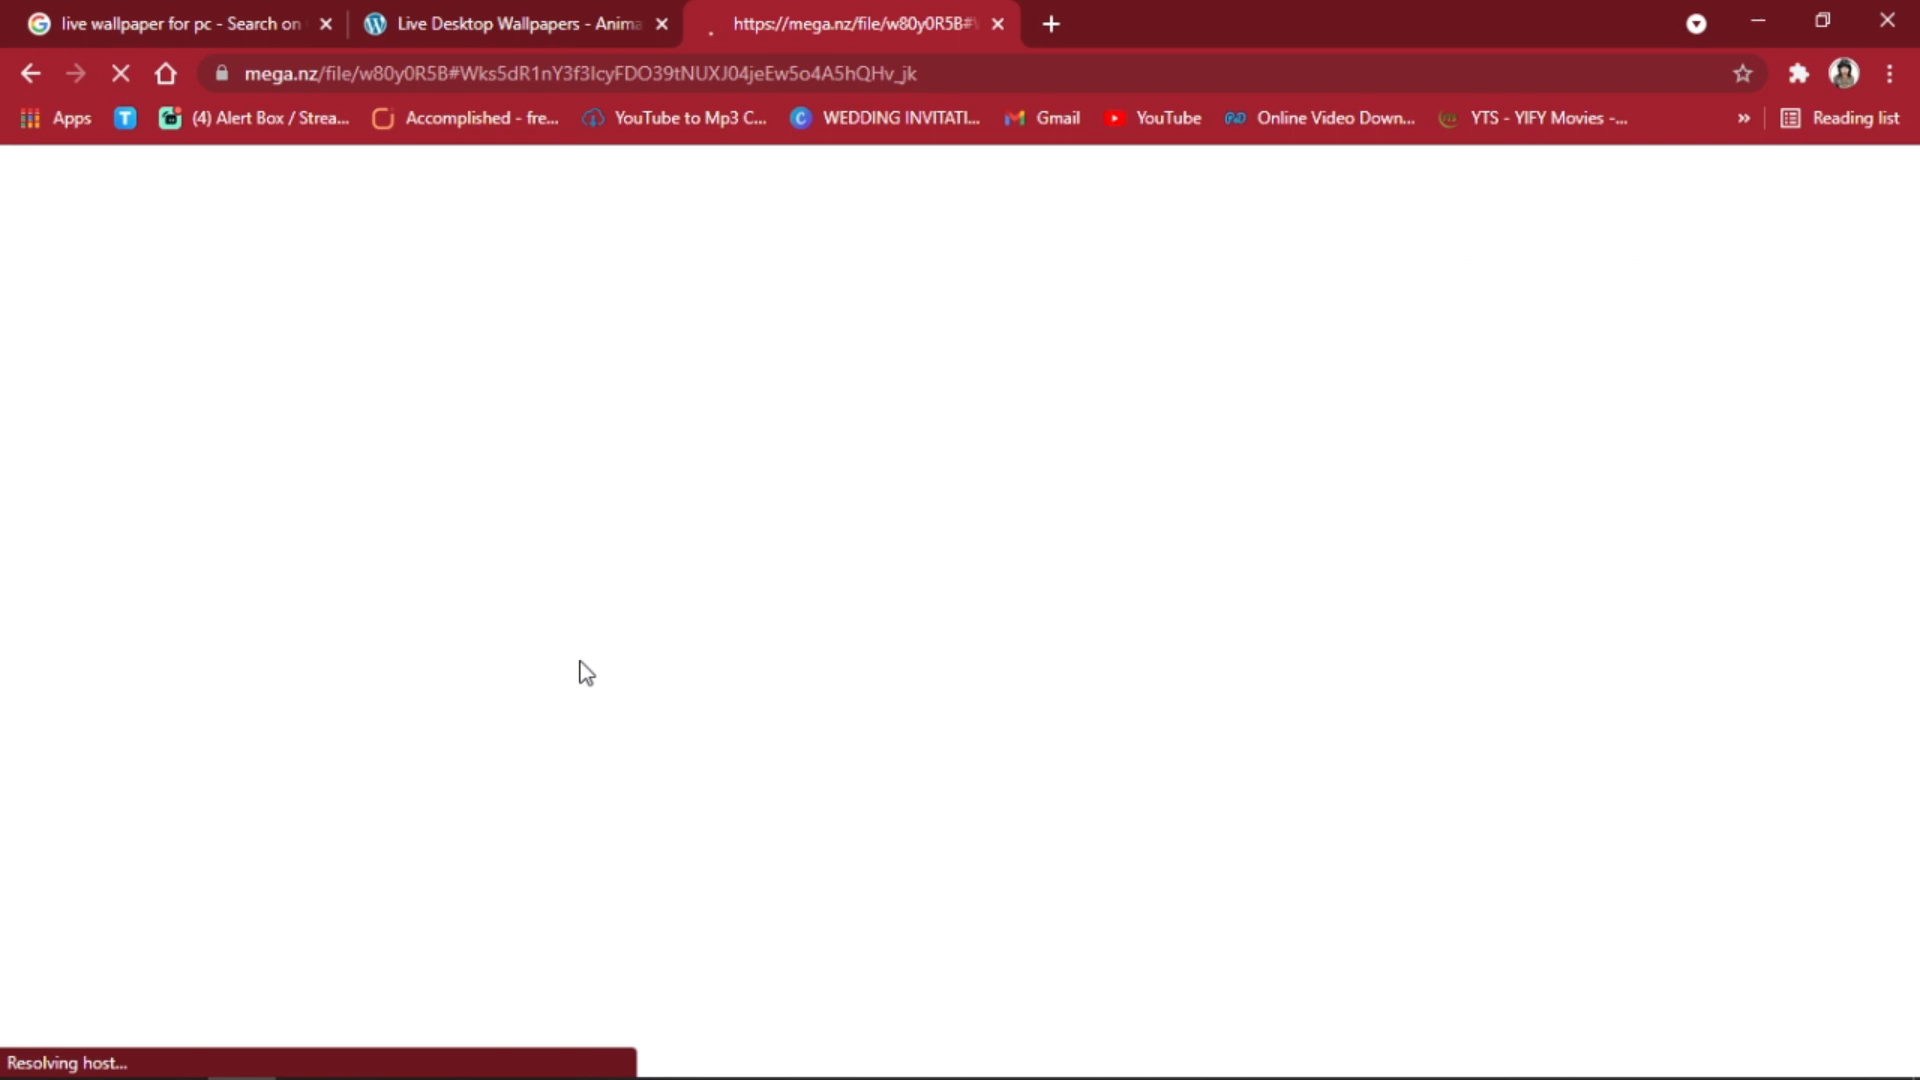 live wallpaper for pc - Search on
Live Desktop Wallpapers - Anima
https://mega.nz/file/w80y0R5B#
mega.nz/file/w80y0R5B#Wks5dR1nY3f3IcyFDO39tNUXJ04jeEw5o4A5hQHv_jk
Apps
(4) Alert Box / Strea...
Accomplished - fre...
YouTube to Mp3 C...
WEDDING INVITATI...
Gmail
YouTube
Online Video Down...
YTS - YIFY Movies -...
»
Reading list
Resolving host...